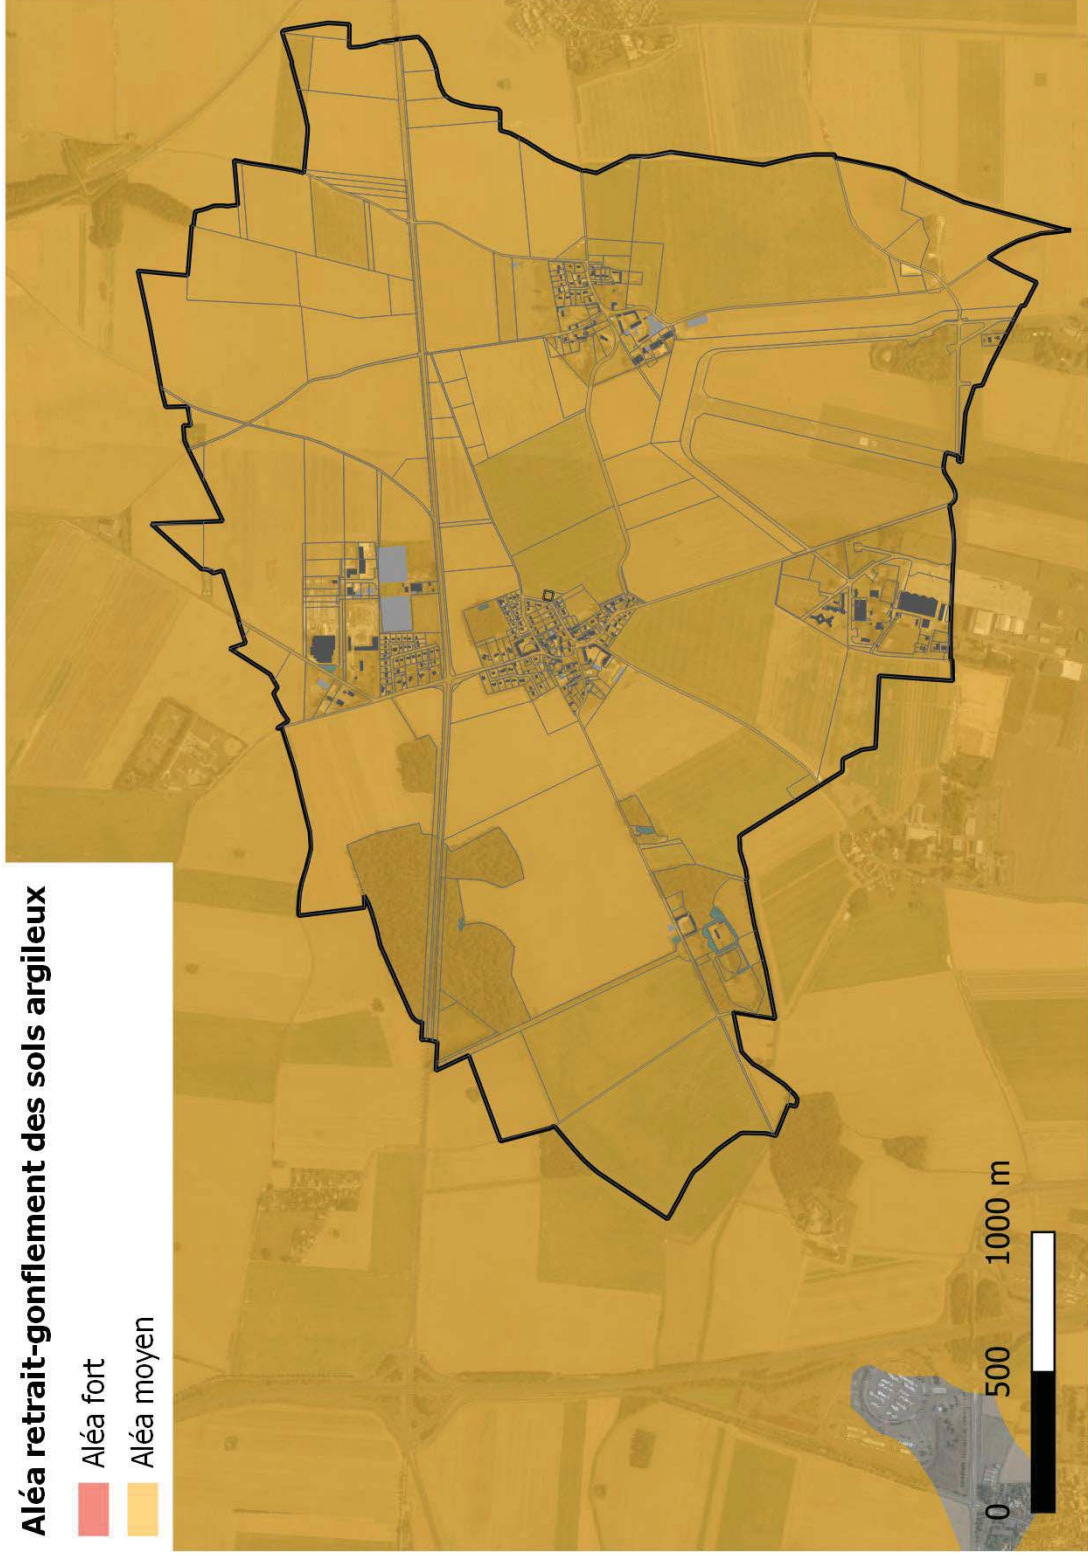 Aléa retrait-gonflement des sols argileux
Aléa fort
Aléa moyen
0 500 1000 m